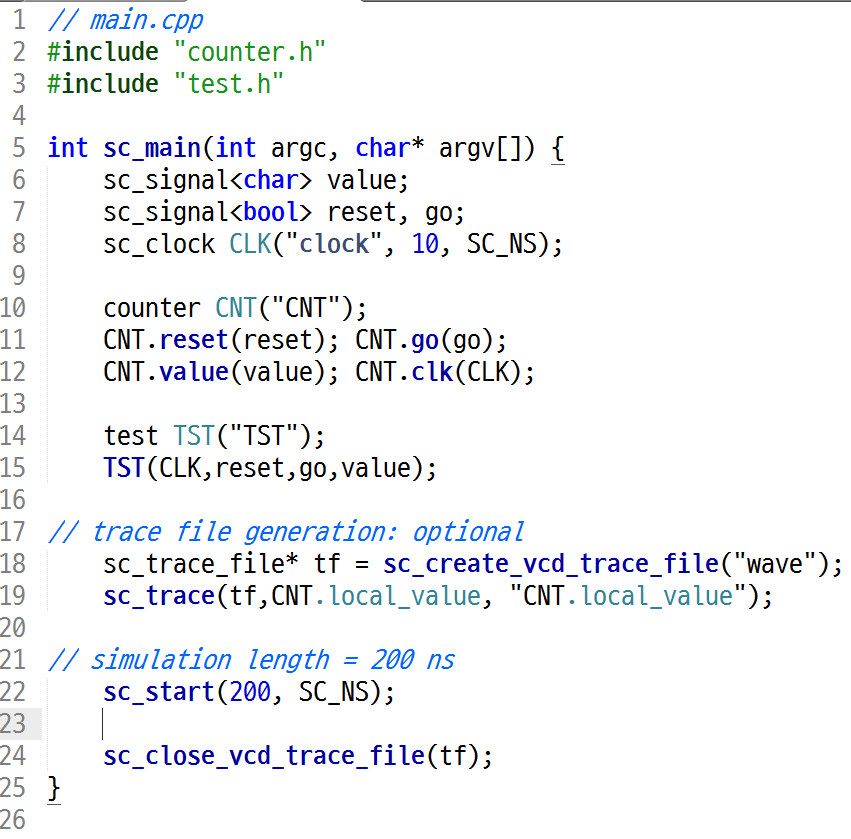 1 // main.cpp
2 #include "counter.h"
3 #include "test.h"
4
5 int sc_main(int argc, char* argv[]) {
6     sc_signal<char> value;
7     sc_signal<bool> reset, go;
8     sc_clock CLK("clock", 10, SC_NS);
9
10     counter CNT("CNT");
11     CNT.reset(reset); CNT.go(go);
12     CNT.value(value); CNT.clk(CLK);
13
14     test TST("TST");
15     TST(CLK,reset,go,value);
16
17 // trace file generation: optional
18     sc_trace_file* tf = sc_create_vcd_trace_file("wave");
19     sc_trace(tf,CNT.local_value, "CNT.local_value");
20
21 // simulation length = 200 ns
22     sc_start(200, SC_NS);
23
24     sc_close_vcd_trace_file(tf);
25 }
26